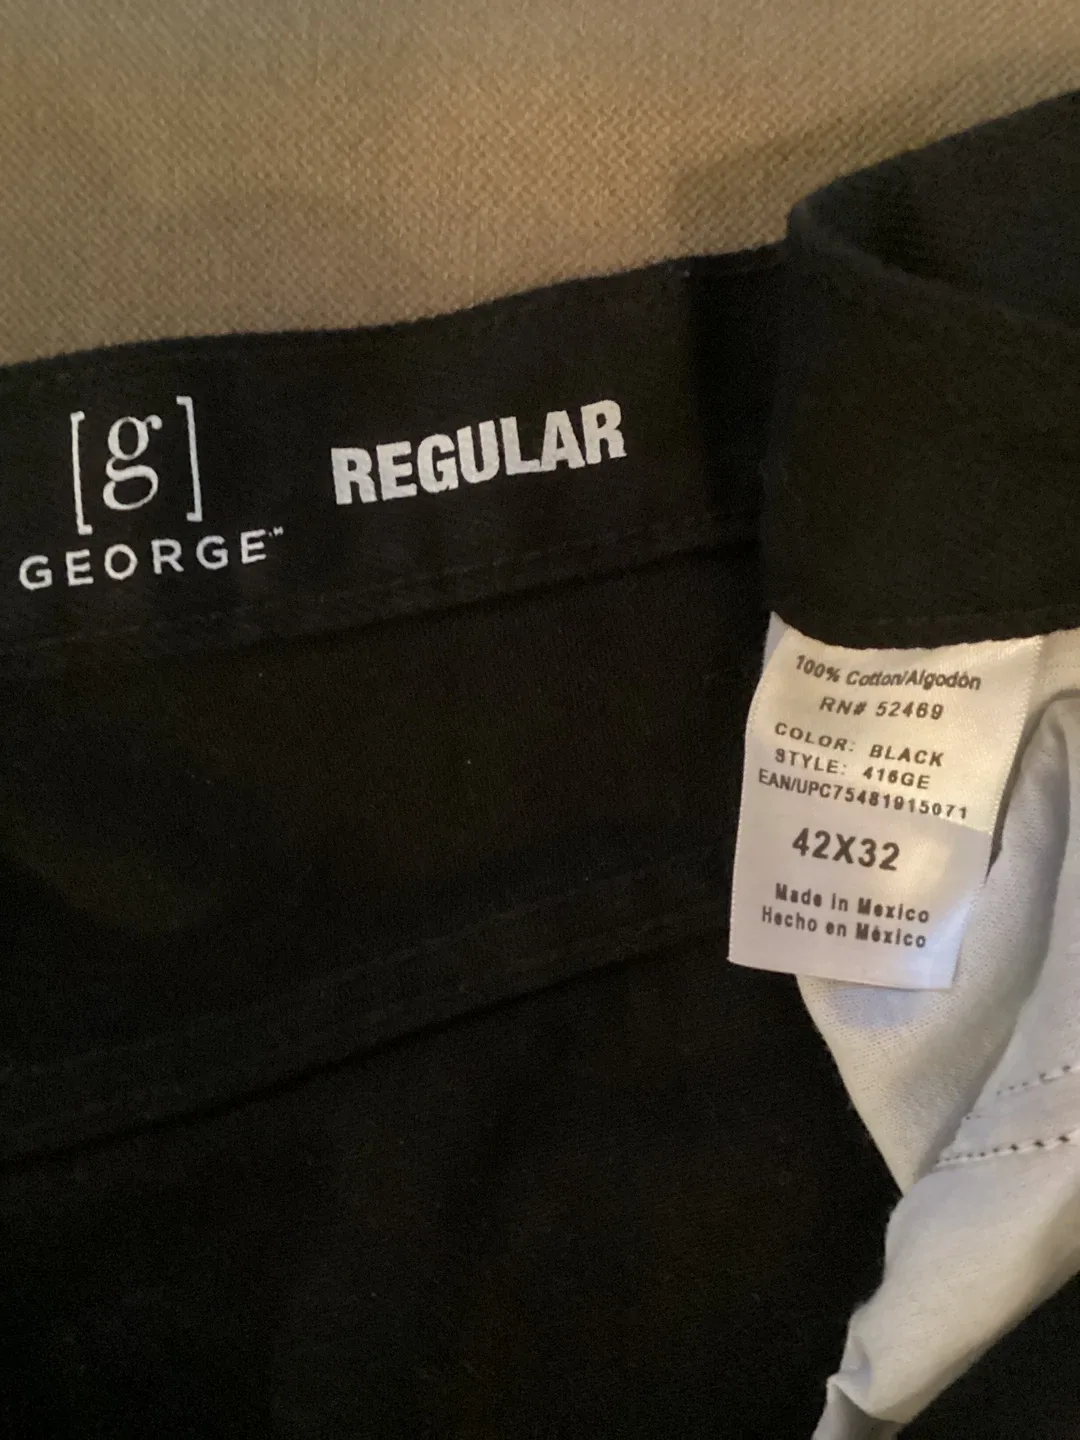 [g]
GEORGE™
REGULAR
100% Cotton/Algodón
RN# 52469
COLOR: BLACK
STYLE: 416GE
EAN/UPC75481915071
42X32
Made in Mexico
Hecho en México